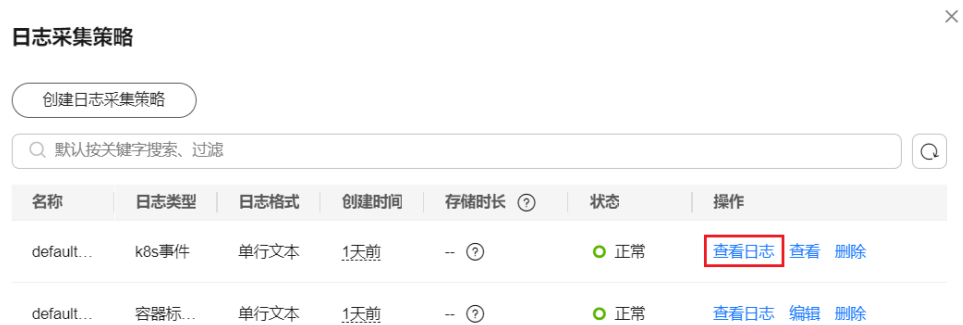 日志采集策略
创建日志采集策略
默认按关键字搜索、过滤
名称 日志类型 日志格式 创建时间 存储时长 状态 操作
default... k8s事件 单行文本 1天前 -- 正常 查看日志 查看 删除
default... 容器标... 单行文本 1天前 -- 正常 查看日志 编辑 删除